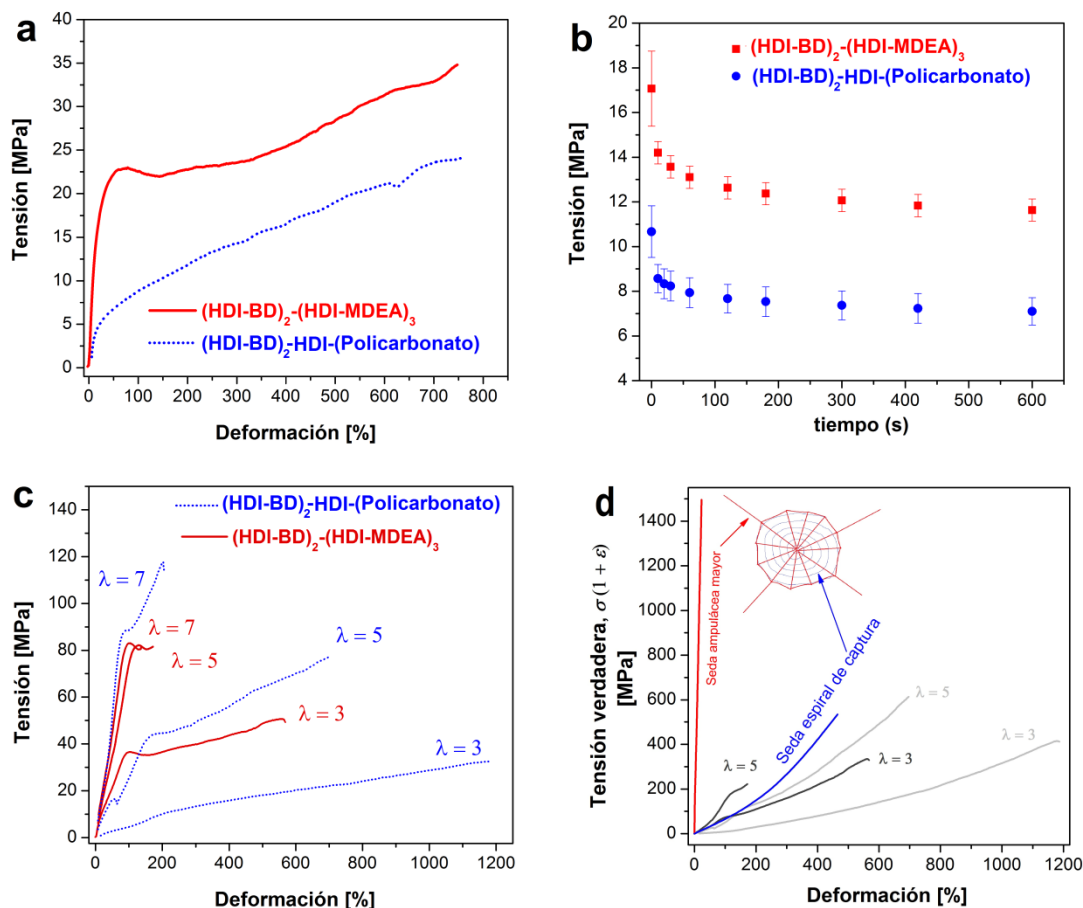 a
Tensión [MPa]
40
35
30
25
20
15
10
5
0
(HDI-BD)2-(HDI-MDEA)3
(HDI-BD)2-HDI-(Policarbonato)
0 100 200 300 400 500 600 700 800
Deformación [%]
b
Tensión [MPa]
20
18
16
14
12
10
8
6
4
(HDI-BD)2-(HDI-MDEA)3
(HDI-BD)2-HDI-(Policarbonato)
0 100 200 300 400 500 600
tiempo (s)
c
Tensión [MPa]
140
120
100
80
60
40
20
0
(HDI-BD)2-HDI-(Policarbonato)
(HDI-BD)2-(HDI-MDEA)3
λ = 7
λ = 7
λ = 5
λ = 5
λ = 3
λ = 3
0 200 400 600 800 1000 1200
Deformación [%]
d
Tensión verdadera, σ (1 + ε)
[MPa]
1400
1200
1000
800
600
400
200
0
Seda ampulácea mayor
Seda espiral de captura
λ = 5
λ = 3
λ = 5
λ = 3
0 200 400 600 800 1000 1200
Deformación [%]